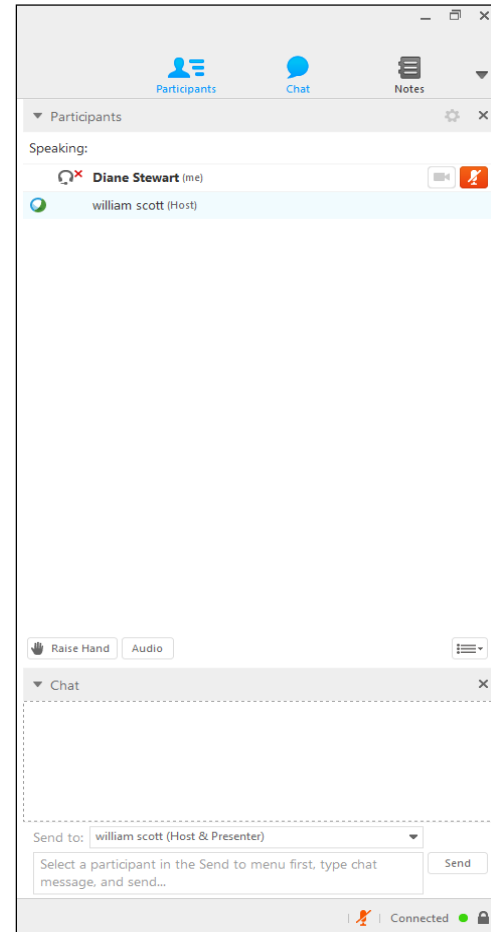 Participants
Chat
Notes
Participants
Speaking:
Diane Stewart (me)
william scott (Host)
Raise Hand
Audio
Chat
Send to: william scott (Host & Presenter)
Select a participant in the Send to menu first, type chat
message, and send...
Send
Connected